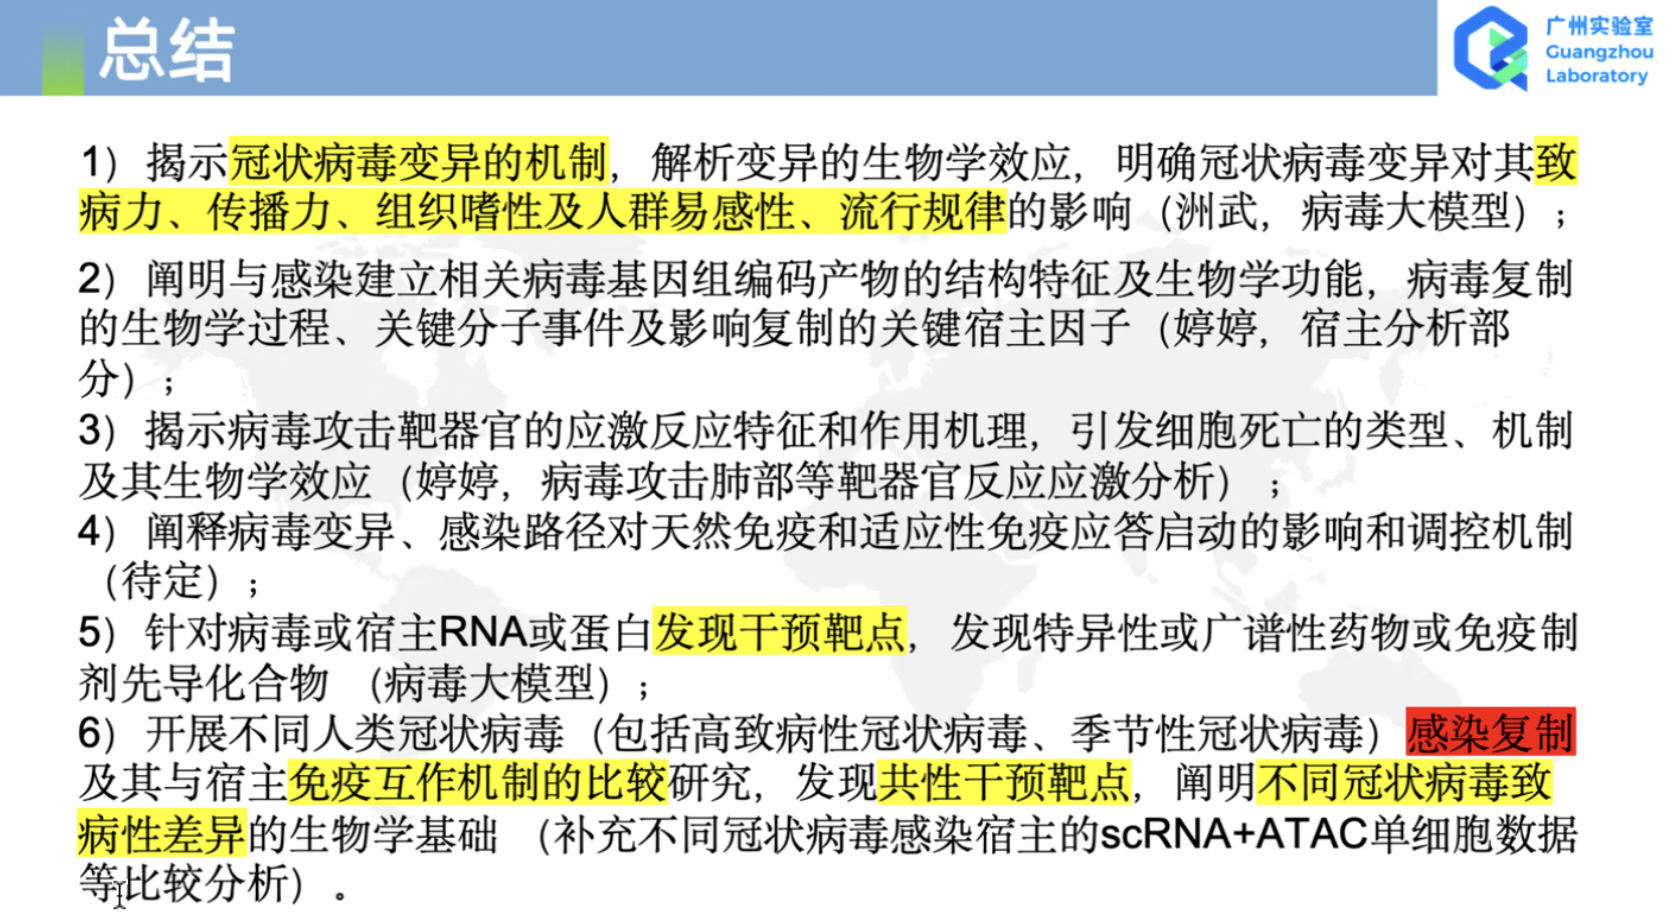 总结
广州实验室
Guangzhou
Laboratory
1）揭示冠状病毒变异的机制，解析变异的生物学效应，明确冠状病毒变异对其致
病力、传播力、组织嗜性及人群易感性、流行规律的影响（洲武，病毒大模型）；
2）阐明与感染建立相关病毒基因组编码产物的结构特征及生物学功能，病毒复制
的生物学过程、关键分子事件及影响复制的关键宿主因子（婷婷，宿主分析部
分）；
3）揭示病毒攻击靶器官的应激反应特征和作用机理，引发细胞死亡的类型、机制
及其生物学效应（婷婷，病毒攻击肺部等靶器官反应应激分析）；
4）阐释病毒变异、感染路径对天然免疫和适应性免疫应答启动的影响和调控机制
（待定）；
5）针对病毒或宿主RNA或蛋白发现干预靶点，发现特异性或广谱性药物或免疫制
剂先导化合物 （病毒大模型）；
6）开展不同人类冠状病毒（包括高致病性冠状病毒、季节性冠状病毒）感染复制
及其与宿主免疫互作机制的比较研究，发现共性干预靶点，阐明不同冠状病毒致
病性差异的生物学基础 （补充不同冠状病毒感染宿主的scRNA+ATAC单细胞数据
等比较分析）。